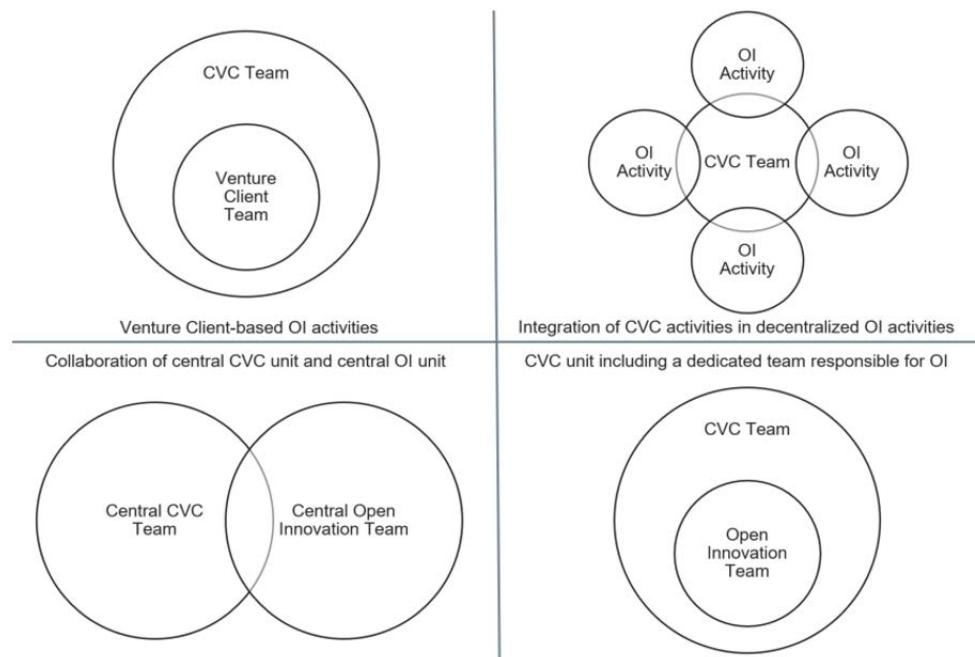 CVC Team
Venture
Client
Team
Venture Client-based OI activities
OI
Activity
OI
Activity
CVC Team
OI
Activity
OI
Activity
Integration of CVC activities in decentralized OI activities
Collaboration of central CVC unit and central OI unit
Central CVC
Team
Central Open
Innovation Team
CVC unit including a dedicated team responsible for OI
CVC Team
Open
Innovation
Team